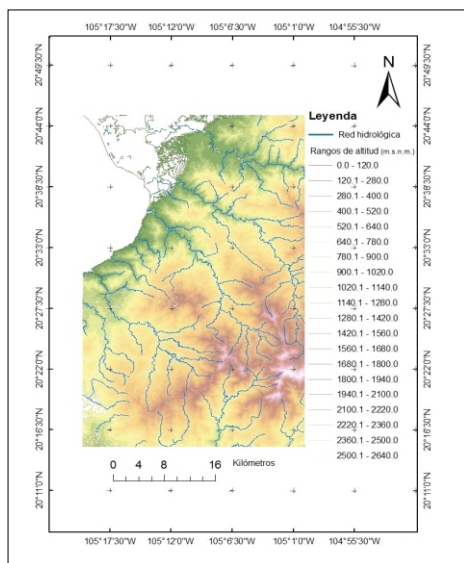 105°17'30"W 105°12'0"W 105°6'30"W 105°1'0"W 104°55'30"W
20°49'30"N 20°49'30"N
N
Leyenda
20°44'0"N 20°44'0"N
Red hidrológica
Rangos de altitud (m.s.n.m.)
0.0 - 120.0
120.1 - 280.0
20°38'30"N 20°38'30"N
280.1 - 400.0
400.1 - 520.0
520.1 - 640.0
640.1 - 780.0
20°33'0"N 20°33'0"N
780.1 - 900.0
900.1 - 1020.0
1020.1 - 1140.0
1140.1 - 1280.0
20°27'30"N 20°27'30"N
1280.1 - 1420.0
1420.1 - 1560.0
1560.1 - 1680.0
1680.1 - 1800.0
20°22'0"N 20°22'0"N
1800.1 - 1940.0
1940.1 - 2100.0
2100.1 - 2220.0
2220.1 - 2360.0
20°16'30"N 20°16'30"N
2360.1 - 2500.0
2500.1 - 2640.0
0 4 8 16 Kilómetros
20°11'0"N 20°11'0"N
105°17'30"W 105°12'0"W 105°6'30"W 105°1'0"W 104°55'30"W